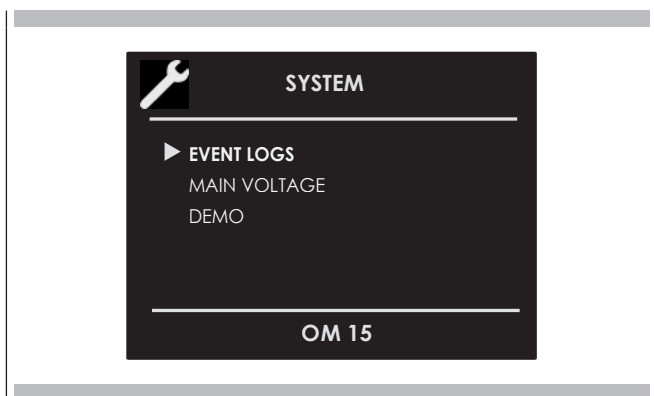 SYSTEM
EVENT LOGS
MAIN VOLTAGE
DEMO
OM 15